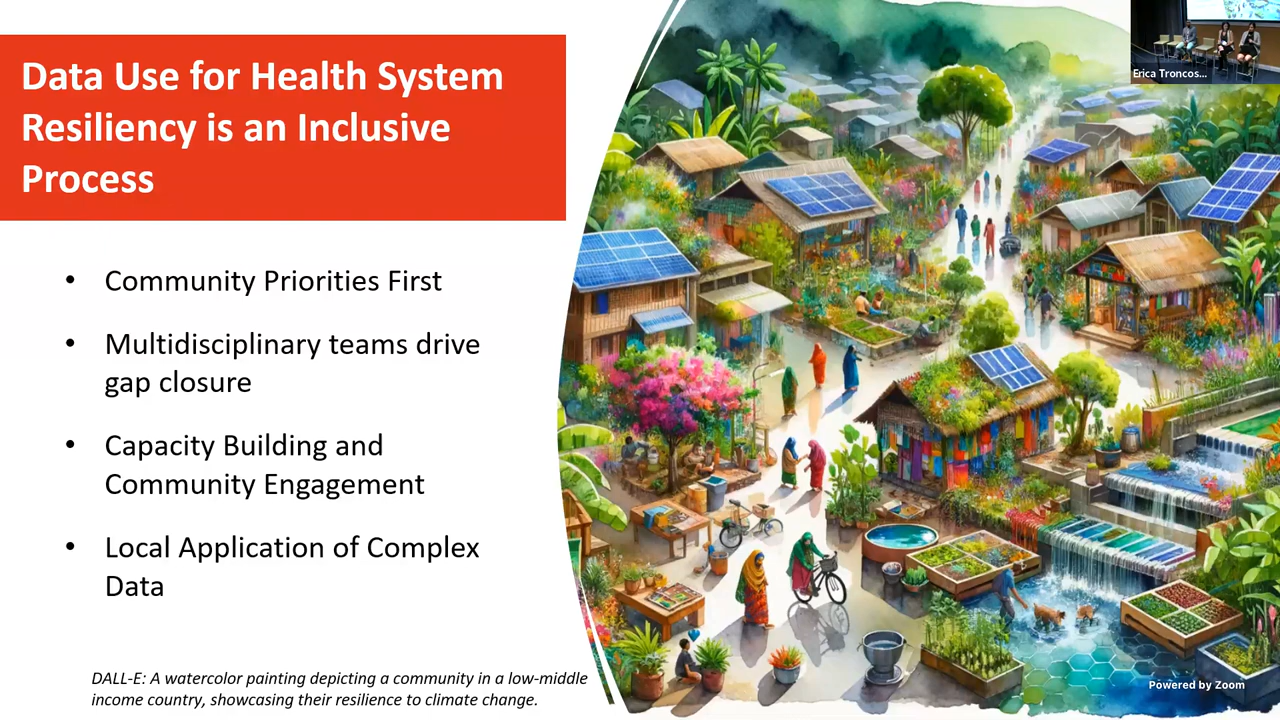 Data Use for Health System
Resiliency is an Inclusive
Process
• Community Priorities First
• Multidisciplinary teams drive
gap closure
• Capacity Building and
Community Engagement
• Local Application of Complex
Data
DALL-E: A watercolor painting depicting a community in a low-middle
income country, showcasing their resilience to climate change.
Erica Troncos...
Powered by Zoom